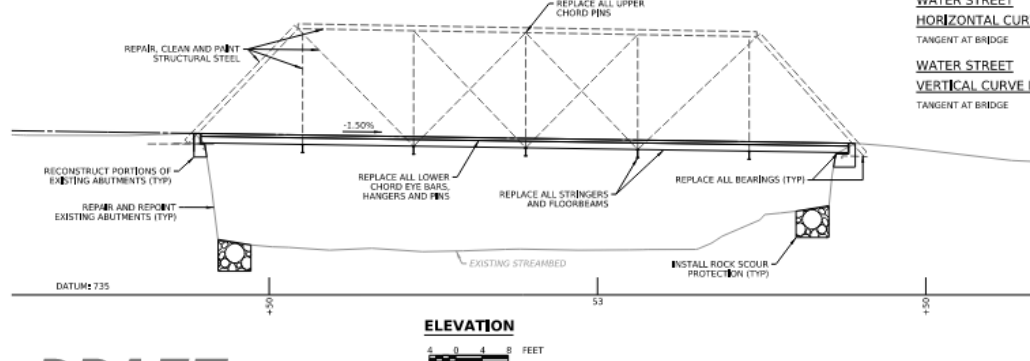 REPLACE ALL UPPER
CHORD PINS
WATER STREET
HORIZONTAL CUR
TANGENT AT BRIDGE
WATER STREET
VERTICAL CURVE
TANGENT AT BRIDGE
REPAIR, CLEAN AND PAINT
STRUCTURAL STEEL
-1.50%
RECONSTRUCT PORTIONS OF
EXISTING ABUTMENTS (TYP)
REPLACE ALL LOWER
CHORD EYE BARS,
HANGERS AND PINS
REPLACE ALL STRINGERS
AND FLOORBEAMS
REPLACE ALL BEARINGS (TYP)
REPAIR AND REPOINT
EXISTING ABUTMENTS (TYP)
EXISTING STREAMBED
INSTALL ROCK SCOUR
PROTECTION (TYP)
DATUM: 735
+50
53
+50
ELEVATION
4 0 4 8 FEET
DRAFT